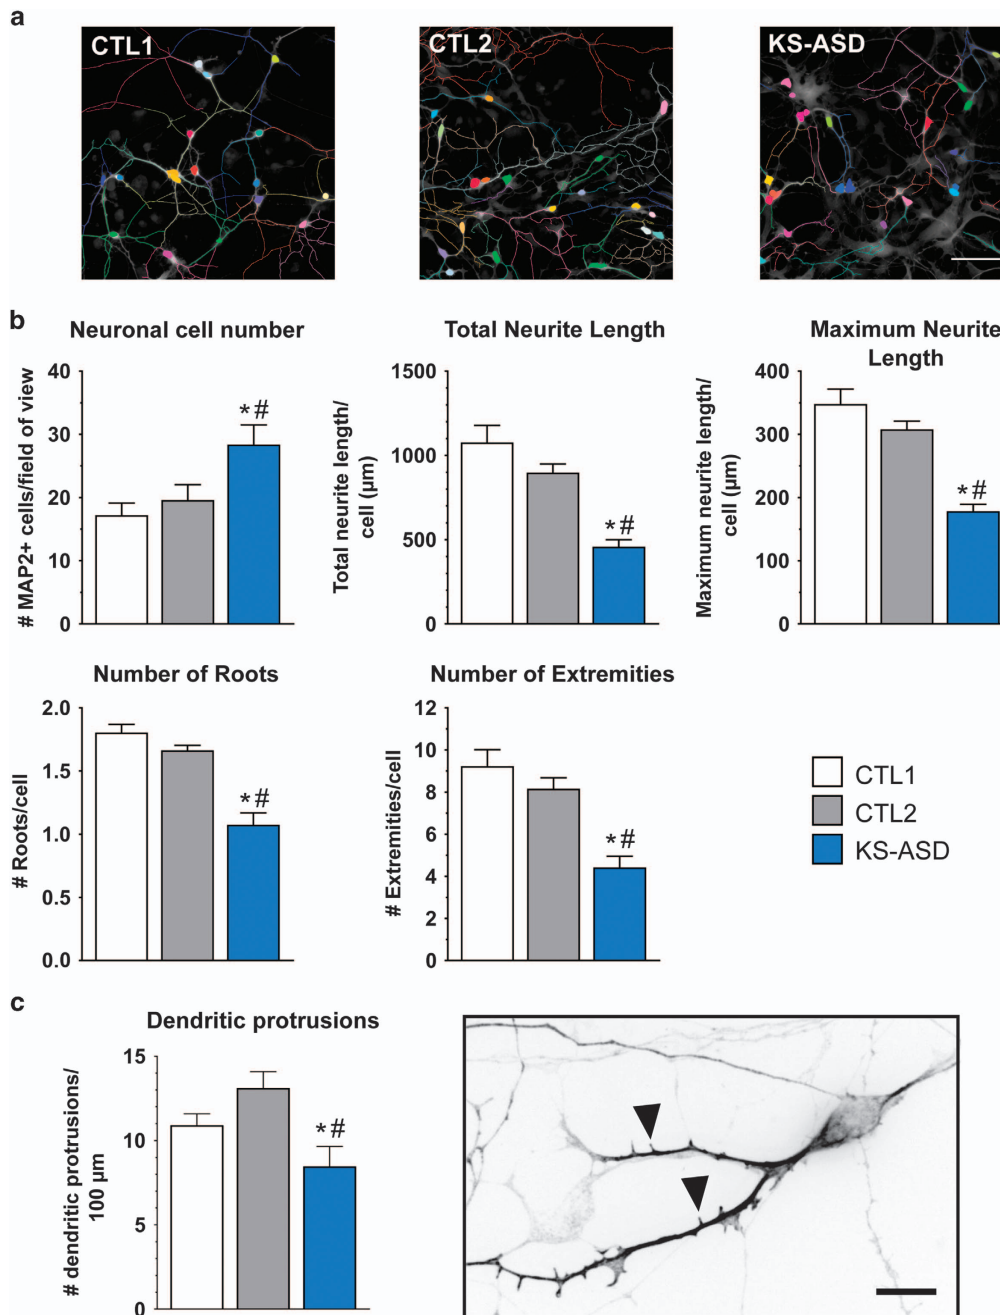 a
CTL1
CTL2
KS-ASD
b
Neuronal cell number
# MAP2+ cells/field of view
40
30
20
10
0
*#
Total Neurite Length
Total neurite length/
cell (µm)
1500
1000
500
0
*#
Maximum Neurite
Length
Maximum neurite length/
cell (µm)
400
300
200
100
0
*#
Number of Roots
# Roots/cell
2.0
1.5
1.0
0.5
0.0
*#
Number of Extremities
# Extremities/cell
12
10
8
6
4
2
0
*#
CTL1
CTL2
KS-ASD
c
Dendritic protrusions
# dendritic protrusions/
100 µm
15
10
5
0
*#